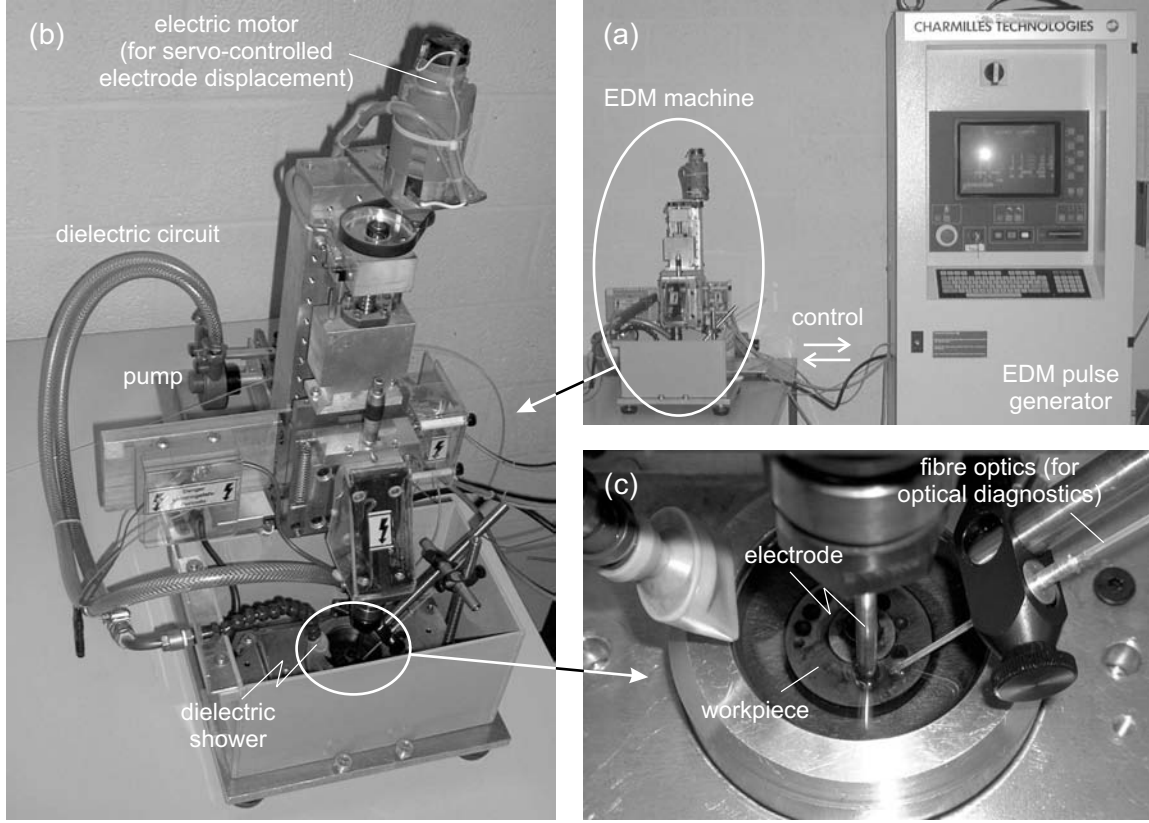 (b)
electric motor
(for servo-controlled
electrode displacement)
dielectric circuit
pump
dielectric
shower
(a)
CHARMILLES TECHNOLOGIES
EDM machine
control
EDM pulse
generator
(c)
fibre optics (for
optical diagnostics)
electrode
workpiece